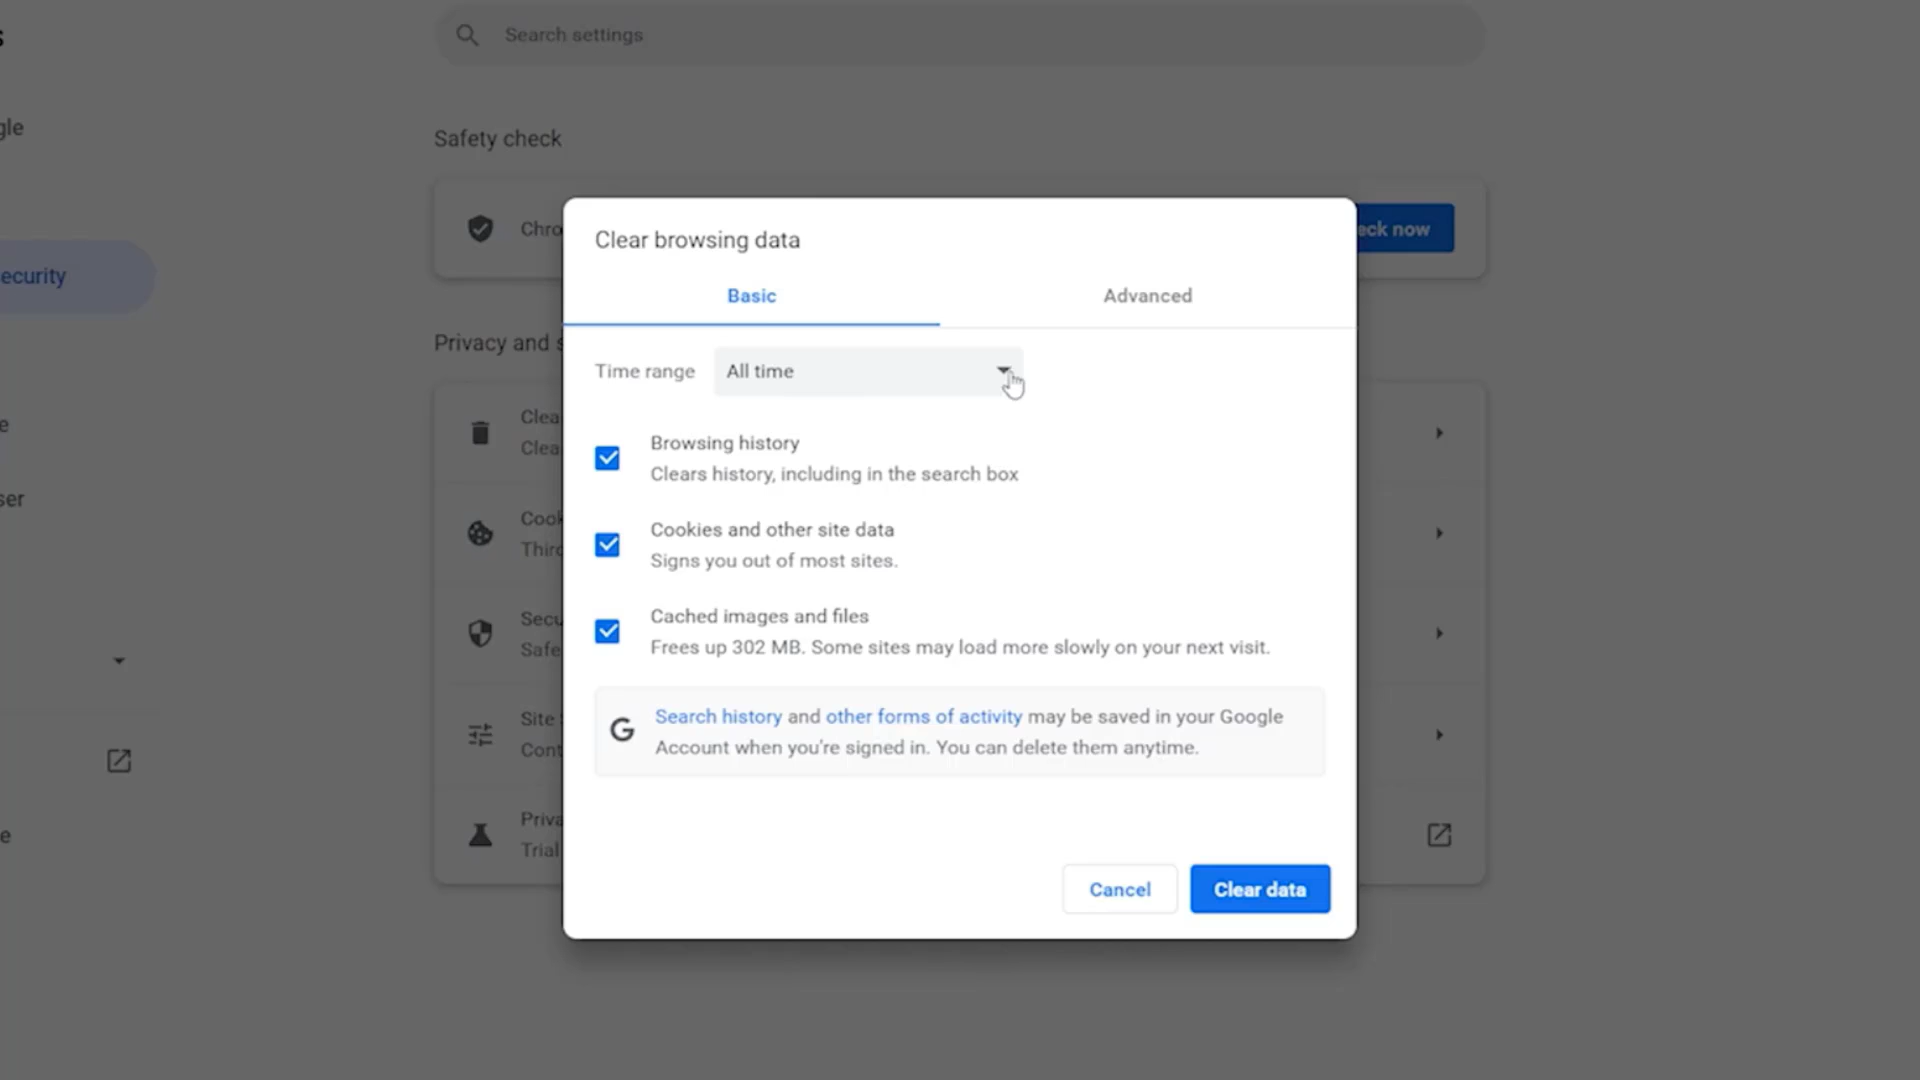 s
Search settings
gle
Safety check
Chro
eck now
ecurity
Privacy and s
Clear browsing data
Basic
Advanced
Time range
All time
Browsing history
Clears history, including in the search box
Cookies and other site data
Signs you out of most sites.
Cached images and files
Frees up 302 MB. Some sites may load more slowly on your next visit.
Search history and other forms of activity may be saved in your Google
Account when you're signed in. You can delete them anytime.
Cancel
Clear data
Clea
Clea
e
ser
Cook
Thirc
Secu
Safe
Site
Cont
Priva
Trial
e